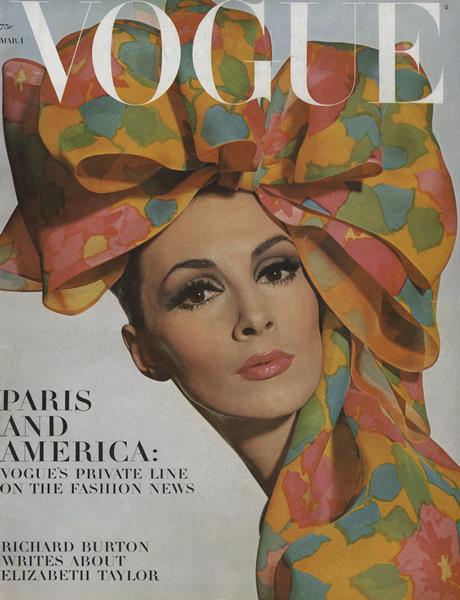 VOGUE
75c
MAR.1
PARIS
AND
AMERICA:
VOGUE'S PRIVATE LINE
ON THE FASHION NEWS
RICHARD BURTON
WRITES ABOUT
ELIZABETH TAYLOR